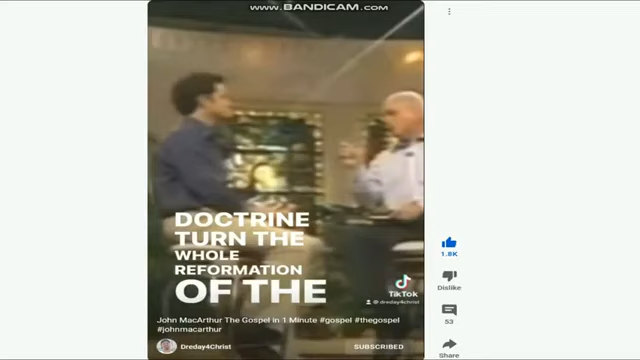 WWW.BANDICAM.COM
DOCTRINE
TURN THE
WHOLE
REFORMATION
OF THE
TikTok
@dreday4christ
John MacArthur The Gospel in 1 Minute #gospel #thegospel
#johnmacarthur
Dreday4Christ
SUBSCRIBED
1.8K
Dislike
53
Share